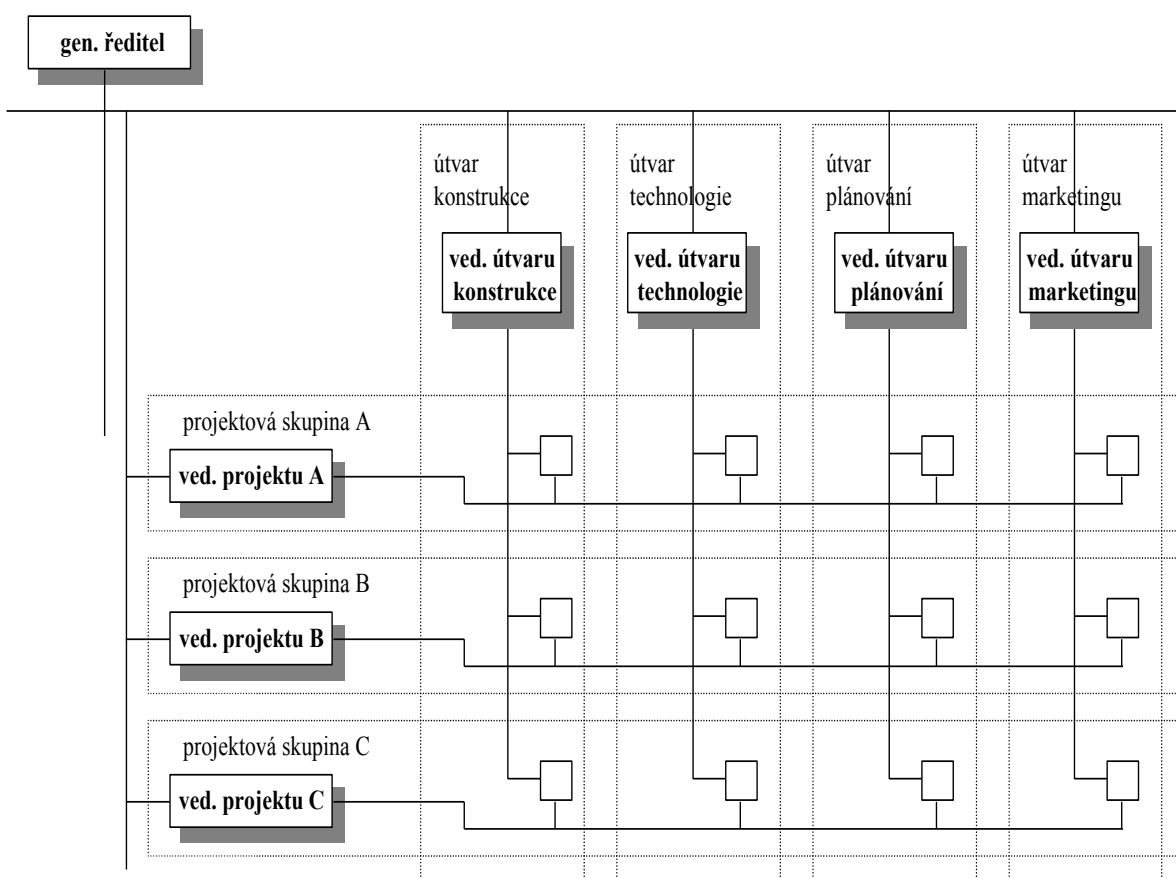 gen. ředitel
útvar
konstrukce
útvar
technologie
útvar
plánování
útvar
marketingu
ved. útvaru
konstrukce
ved. útvaru
technologie
ved. útvaru
plánování
ved. útvaru
marketingu
projektová skupina A
ved. projektu A
projektová skupina B
ved. projektu B
projektová skupina C
ved. projektu C